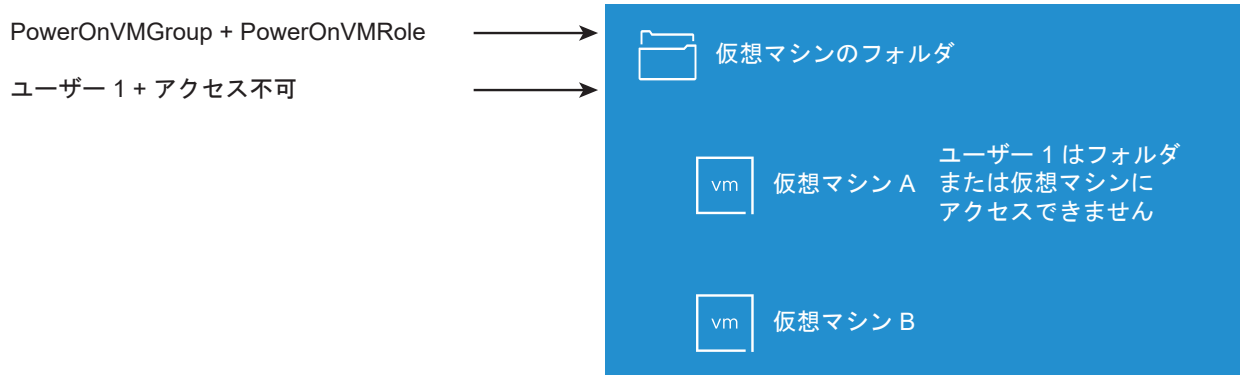 PowerOnVMGroup + PowerOnVMRole
ユーザー 1 + アクセス不可
仮想マシンのフォルダ
vm
仮想マシン A
ユーザー 1 はフォルダ
または仮想マシンに
アクセスできません
vm
仮想マシン B